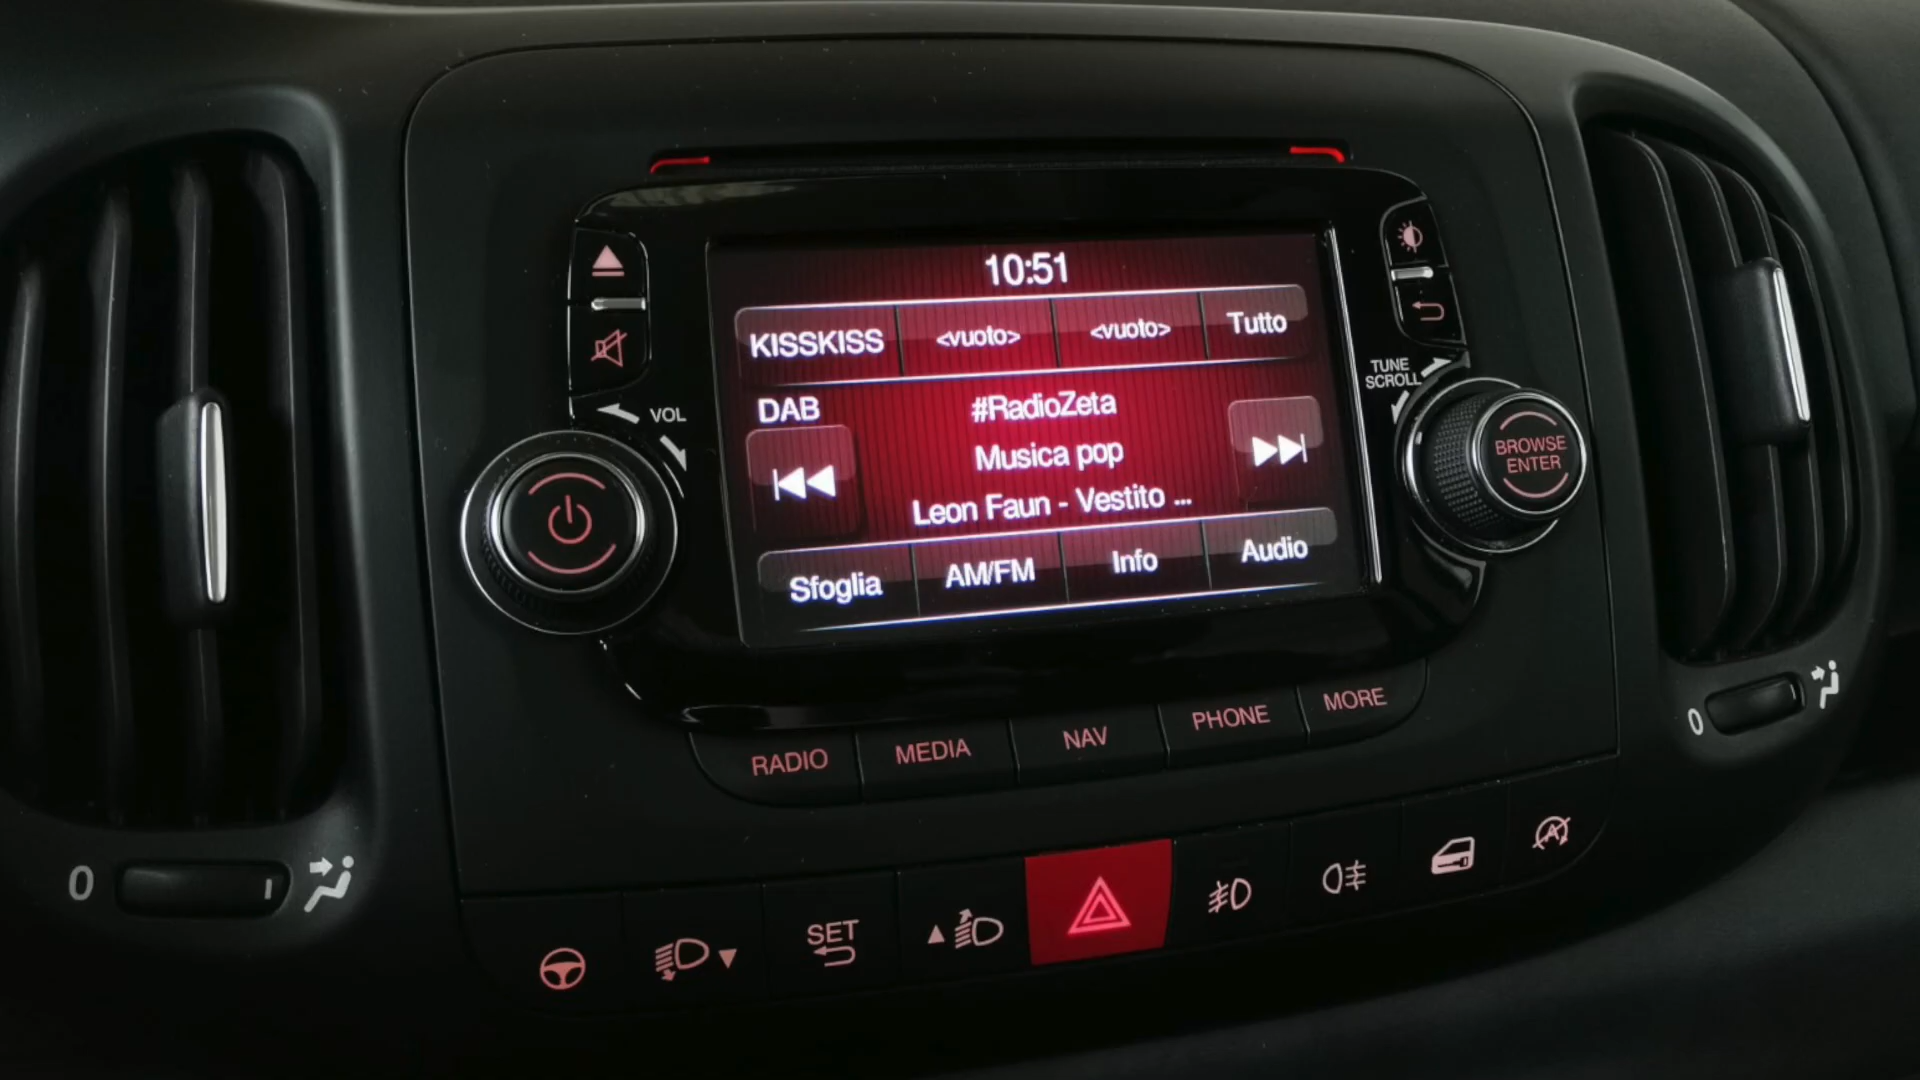 10:51
KISSKISS <vuoto> <vuoto> Tutto
DAB
#RadioZeta
Musica pop
Leon Faun - Vestito ...
Sfoglia AM/FM Info Audio
VOL
TUNE
SCROLL
BROWSE
ENTER
RADIO MEDIA NAV PHONE MORE
0
0
SET
A